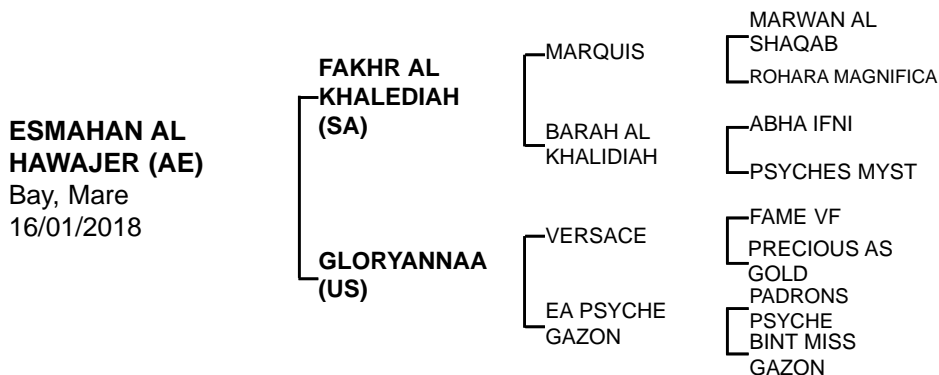 ESMAHAN AL
HAWAJER (AE)
Bay, Mare
16/01/2018
FAKHR AL
KHALEDIAH
(SA)
GLORYANNAA
(US)
MARQUIS
BARAH AL
KHALIDIAH
VERSACE
EA PSYCHE
GAZON
MARWAN AL
SHAQAB
ROHARA MAGNIFICA
ABHA IFNI
PSYCHES MYST
FAME VF
PRECIOUS AS
GOLD
PADRONS
PSYCHE
BINT MISS
GAZON